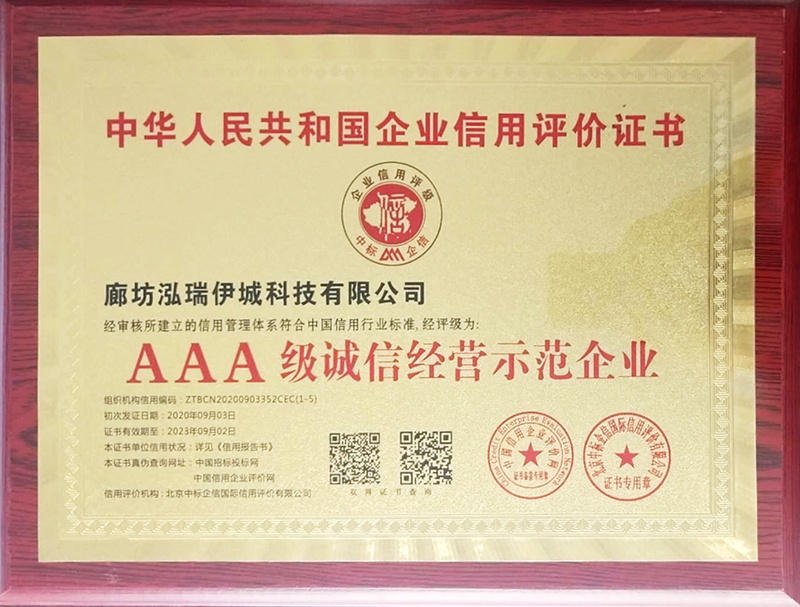 中华人民共和国企业信用评价证书
企业信用评级
信
中标 企信
廊坊泓瑞伊城科技有限公司
经审核所建立的信用管理体系符合中国信用行业标准,经评级为:
AAA级诚信经营示范企业
组织机构信用编码：ZTBCN20200903352CEC(1-5)
初次发证日期：2020年09月03日
证书有效期至：2023年09月02日
本证书单位信用状况：详见《信用报告书》
本证书真伪查询网址：中国招标投标网
中国信用企业评价网
信用评价机构：北京中标企信国际信用评价有限公司
双网证书查询
China Credit Enterprise Evaluation Network
中国信用企业评价网
证书备案专用章
北京中标企信国际信用评价有限公司
证书专用章